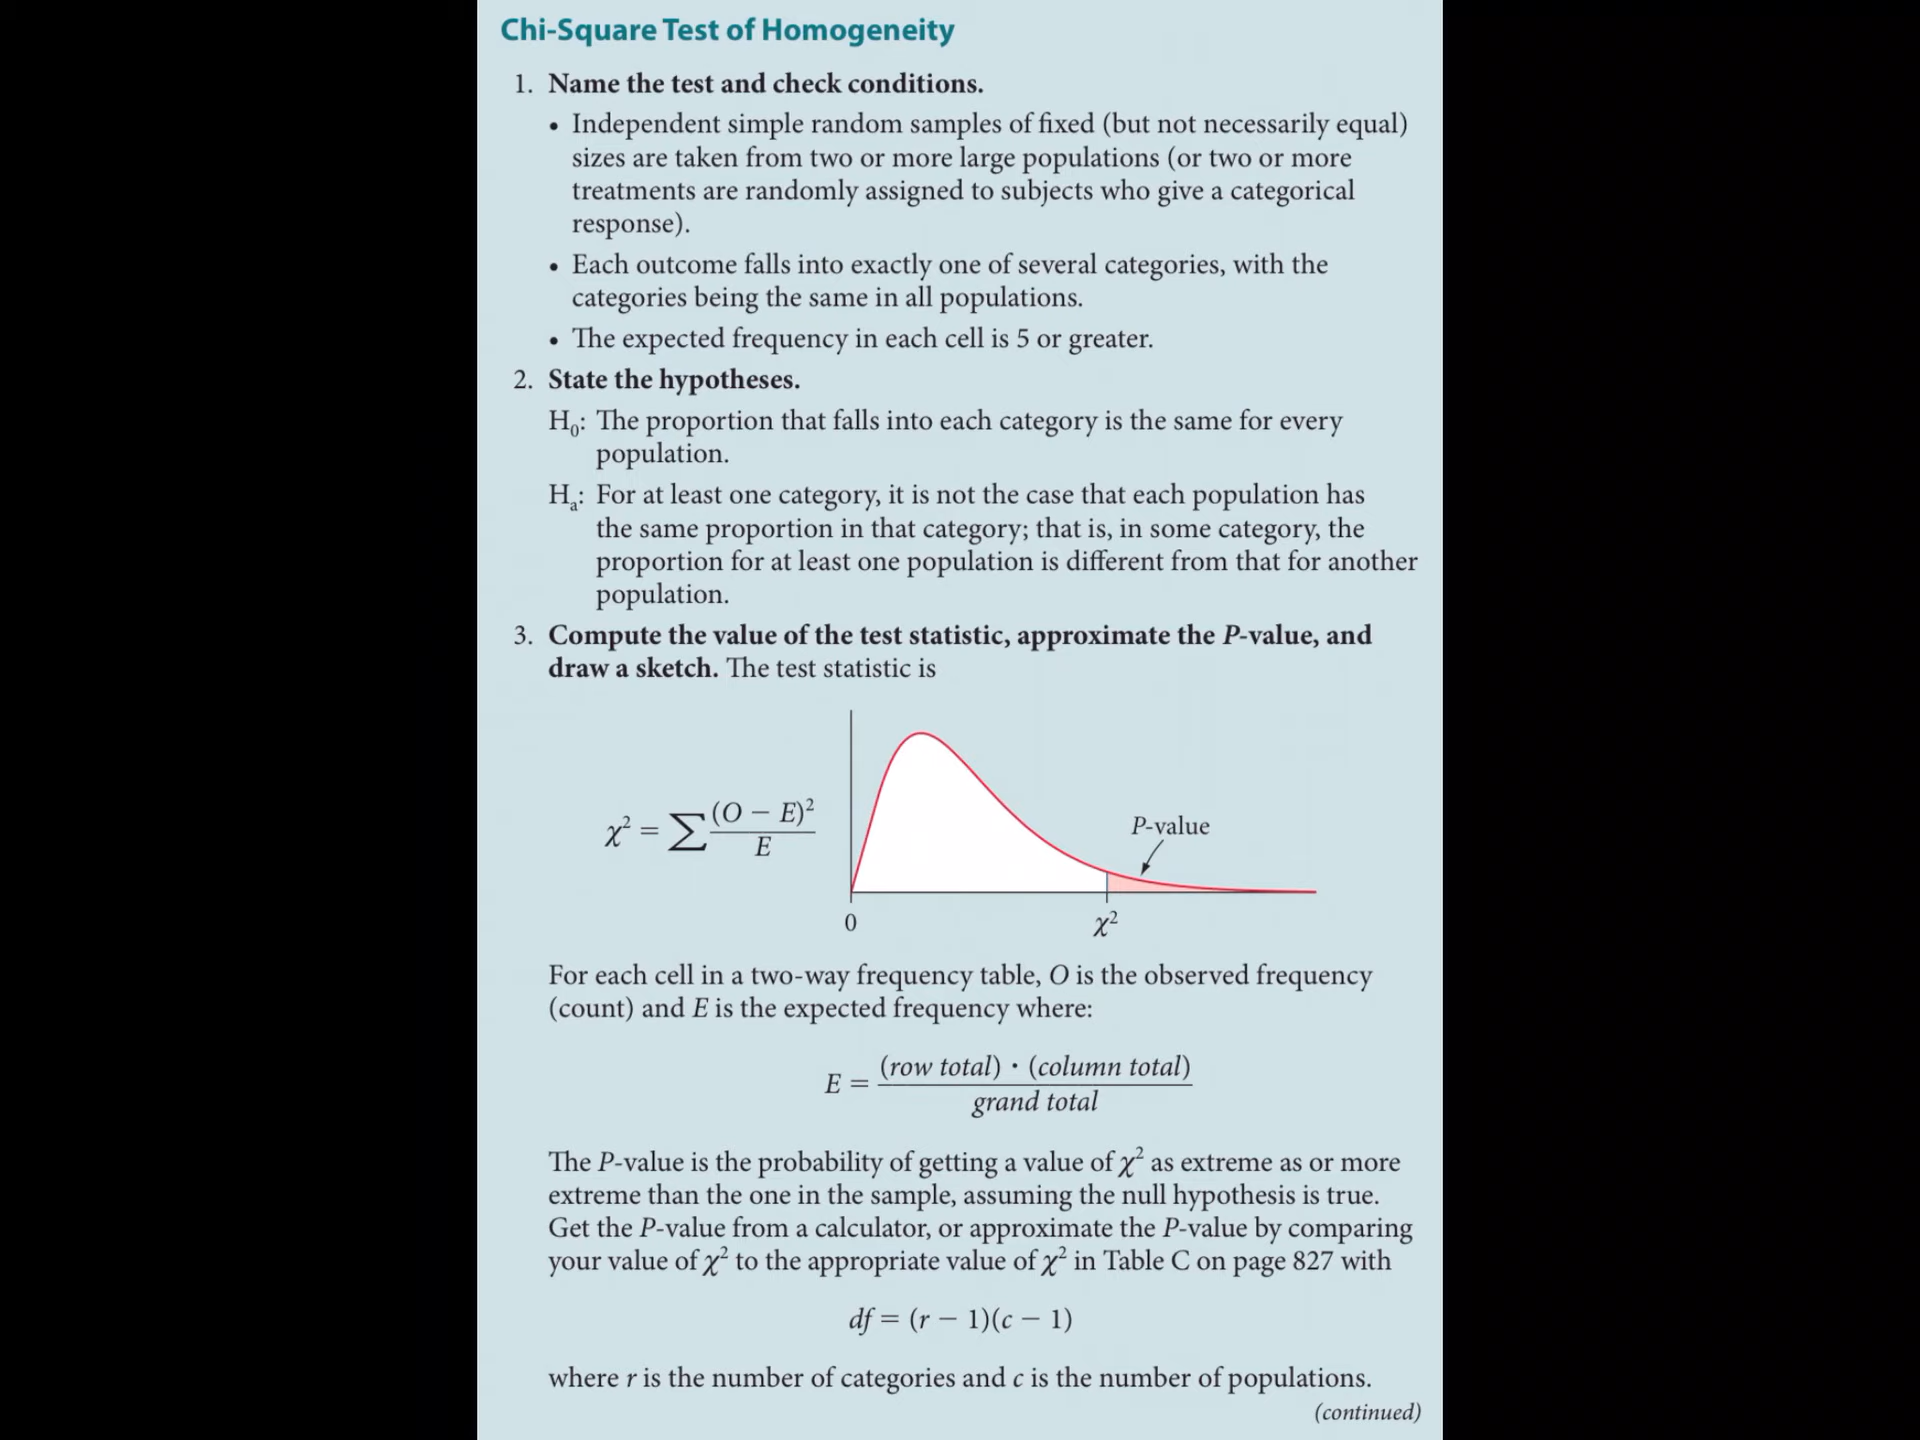 Chi-Square Test of Homogeneity
1. Name the test and check conditions.
• Independent simple random samples of fixed (but not necessarily equal)
sizes are taken from two or more large populations (or two or more
treatments are randomly assigned to subjects who give a categorical
response).
• Each outcome falls into exactly one of several categories, with the
categories being the same in all populations.
• The expected frequency in each cell is 5 or greater.
2. State the hypotheses.
H₀: The proportion that falls into each category is the same for every
population.
Hₐ: For at least one category, it is not the case that each population has
the same proportion in that category; that is, in some category, the
proportion for at least one population is different from that for another
population.
3. Compute the value of the test statistic, approximate the P-value, and
draw a sketch. The test statistic is
χ² = ∑ (O − E)² / E
P-value
0 χ²
For each cell in a two-way frequency table, O is the observed frequency
(count) and E is the expected frequency where:
E = (row total) · (column total) / grand total
The P-value is the probability of getting a value of χ² as extreme as or more
extreme than the one in the sample, assuming the null hypothesis is true.
Get the P-value from a calculator, or approximate the P-value by comparing
your value of χ² to the appropriate value of χ² in Table C on page 827 with
df = (r − 1)(c − 1)
where r is the number of categories and c is the number of populations.
(continued)